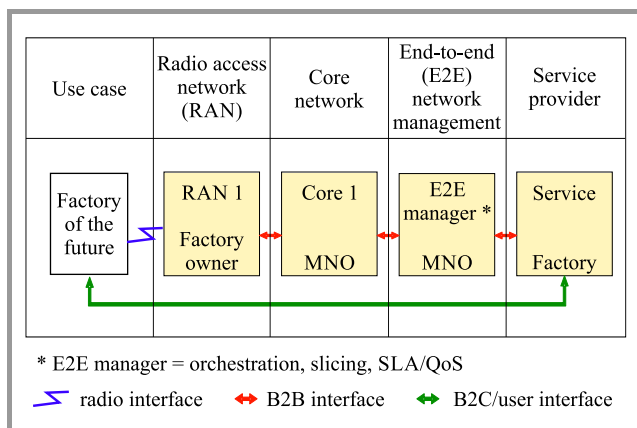 Use case
Radio access
network
(RAN)
Core
network
End-to-end
(E2E)
network
management
Service
provider
Factory
of the
future
RAN 1
Factory
owner
Core 1
MNO
E2E
manager *
MNO
Service
Factory
* E2E manager = orchestration, slicing, SLA/QoS
radio interface
B2B interface
B2C/user interface